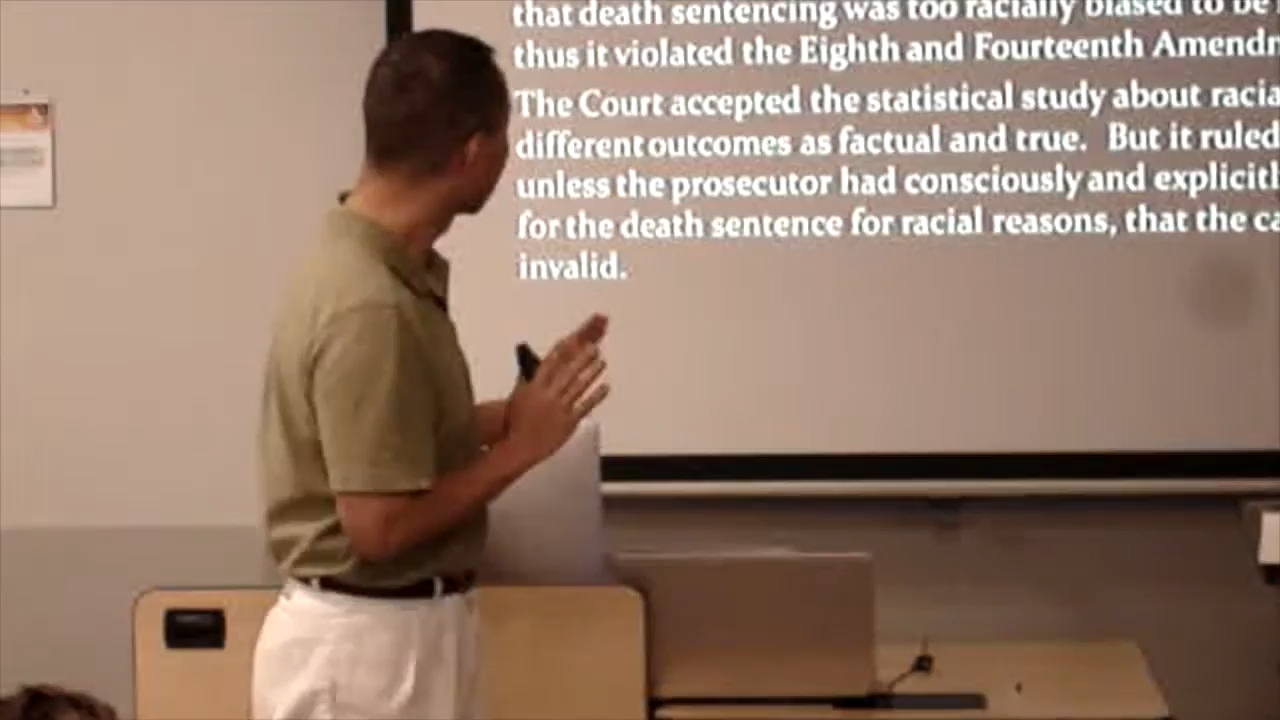 that death sentencing was too racially biased to be
thus it violated the Eighth and Fourteenth Amendm
The Court accepted the statistical study about racia
different outcomes as factual and true. But it ruled
unless the prosecutor had consciously and explicitl
for the death sentence for racial reasons, that the ca
invalid.